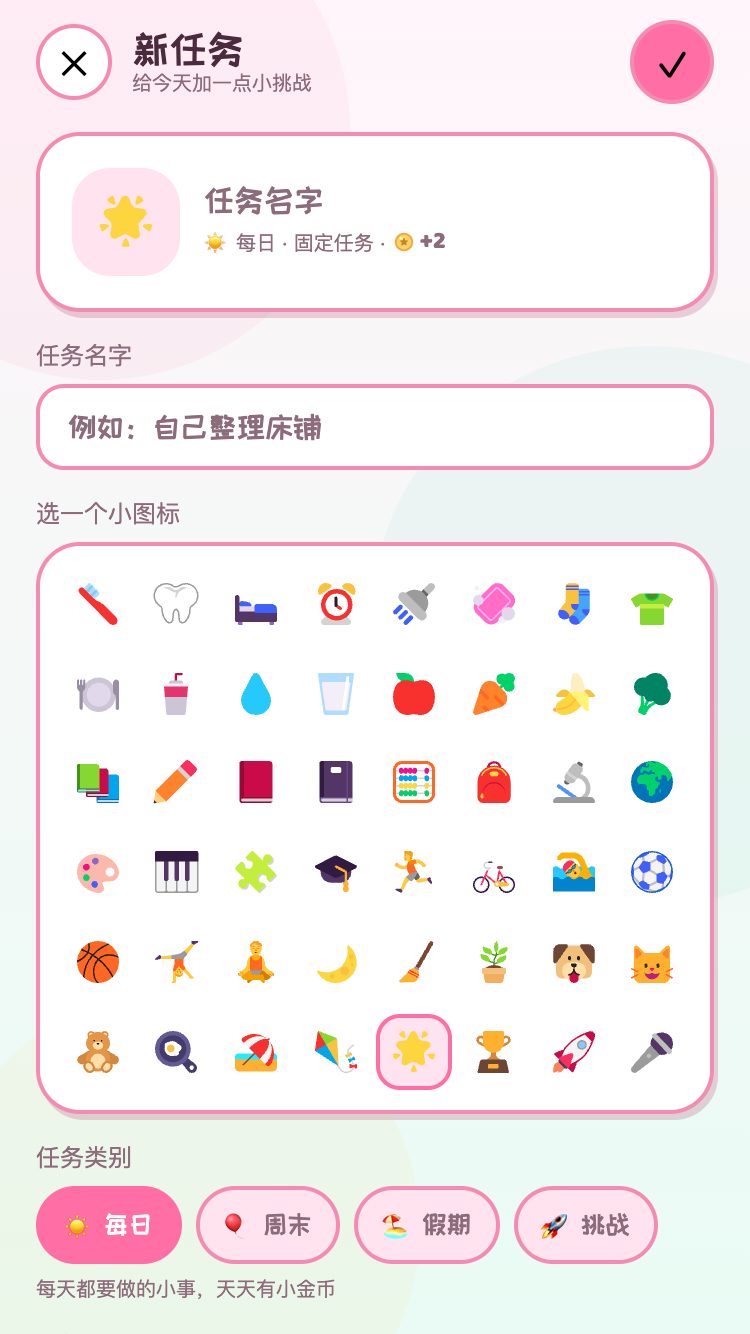 新任务
给今天加一点小挑战
任务名字
每日 · 固定任务 · +2
任务名字
例如：自己整理床铺
选一个小图标
任务类别
每日 周末 假期 挑战
每天都要做的小事，天天有小金币